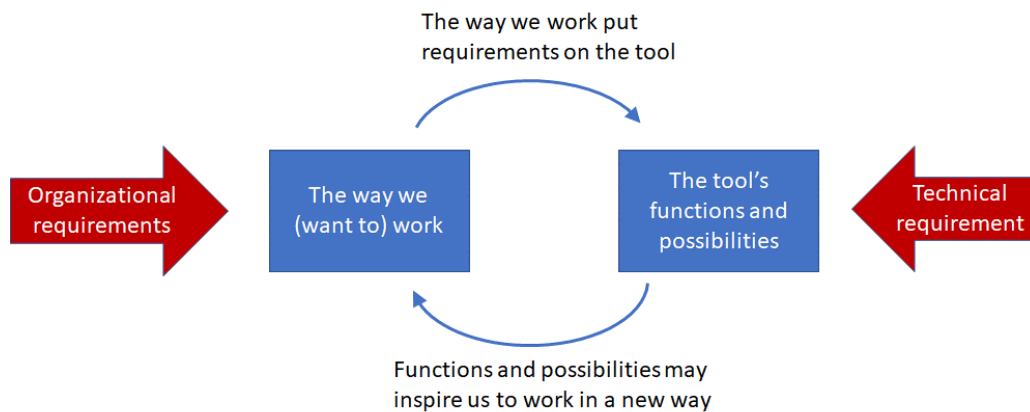 The way we work put
requirements on the tool
Organizational
requirements
The way we
(want to) work
The tool's
functions and
possibilities
Technical
requirement
Functions and possibilities may
inspire us to work in a new way